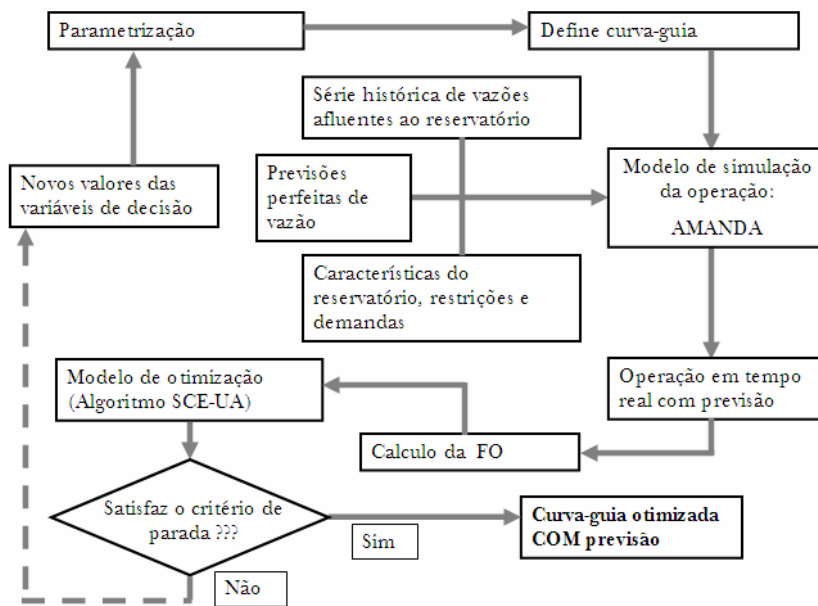 Parametrização
Define curva-guia
Série histórica de vazões
afluentes ao reservatório
Novos valores das
variáveis de decisão
Previsões
perfeitas de
vazão
Modelo de simulação
da operação:
AMANDA
Características do
reservatório, restrições e
demandas
Modelo de otimização
(Algoritmo SCE-UA)
Operação em tempo
real com previsão
Calculo da FO
Satisfaz o critério de
parada ???
Sim
Curva-guia otimizada
COM previsão
Não